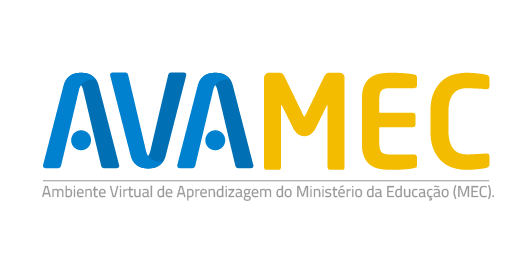 AVAMEC
Ambiente Virtual de Aprendizagem do Ministério da Educação (MEC).